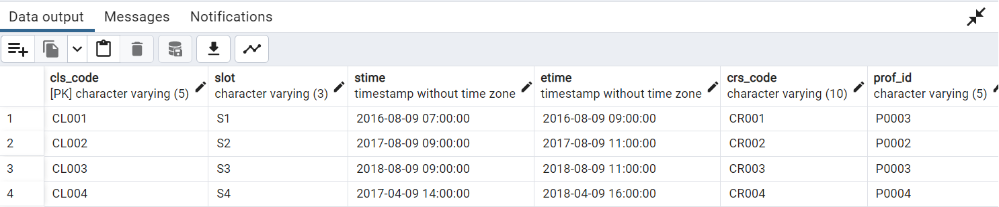 Data output Messages Notifications
cls_code slot stime etime crs_code prof_id
[PK] character varying (5) character varying (3) timestamp without time zone timestamp without time zone character varying (10) character varying (5)
1 CL001 S1 2016-08-09 07:00:00 2016-08-09 09:00:00 CR001 P0003
2 CL002 S2 2017-08-09 09:00:00 2017-08-09 11:00:00 CR002 P0002
3 CL003 S3 2018-08-09 09:00:00 2018-08-09 11:00:00 CR003 P0003
4 CL004 S4 2017-04-09 14:00:00 2018-04-09 16:00:00 CR004 P0004